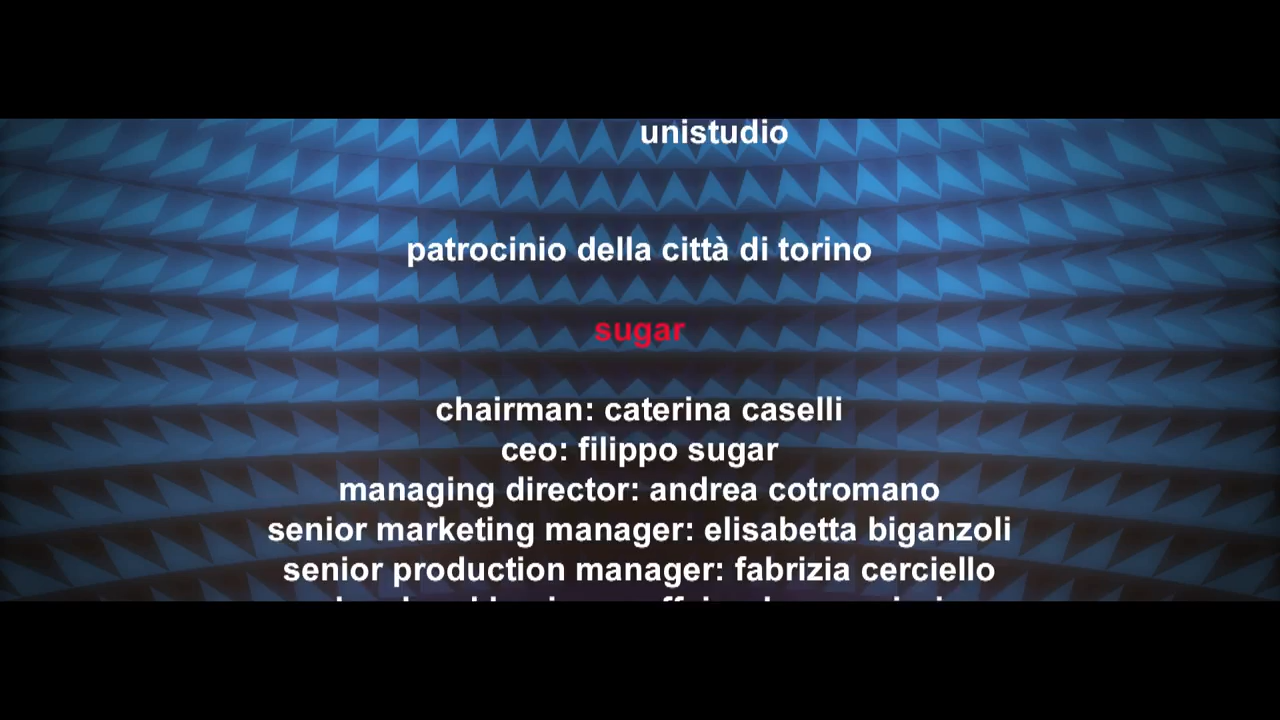 unistudio
patrocinio della città di torino
sugar
chairman: caterina caselli
ceo: filippo sugar
managing director: andrea cotromano
senior marketing manager: elisabetta biganzoli
senior production manager: fabrizia cerciello